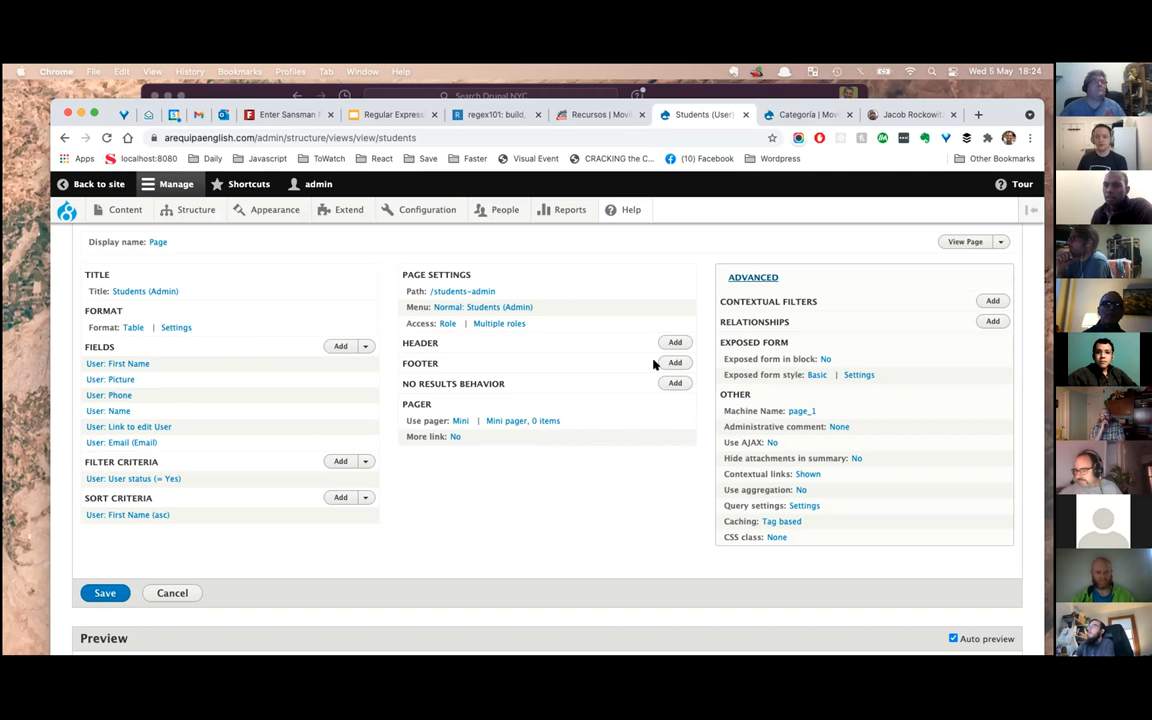 Chrome File Edit View History Bookmarks Profiles Tab Window Help Wed 5 May 18:24
Search Drupal NYC
Enter Sansman Regular Express regex101: build, Recursos | Movi Students (User) Categoría | Mov Jacob Rockowitz
arequipaenglish.com/admin/structure/views/view/students
Apps localhost:8080 Daily Javascript ToWatch React Save Faster Visual Event CRACKING the C... (10) Facebook Wordpress Other Bookmarks
Back to site Manage Shortcuts admin Tour
Content Structure Appearance Extend Configuration People Reports Help
Display name: Page View Page
TITLE
Title: Students (Admin)
FORMAT
Format: Table | Settings
FIELDS Add
User: First Name
User: Picture
User: Phone
User: Name
User: Link to edit User
User: Email (Email)
FILTER CRITERIA Add
User: User status (= Yes)
SORT CRITERIA Add
User: First Name (asc)
PAGE SETTINGS
Path: /students-admin
Menu: Normal: Students (Admin)
Access: Role | Multiple roles
HEADER Add
FOOTER Add
NO RESULTS BEHAVIOR Add
PAGER
Use pager: Mini | Mini pager, 0 items
More link: No
ADVANCED
CONTEXTUAL FILTERS Add
RELATIONSHIPS Add
EXPOSED FORM
Exposed form in block: No
Exposed form style: Basic | Settings
OTHER
Machine Name: page_1
Administrative comment: None
Use AJAX: No
Hide attachments in summary: No
Contextual links: Shown
Use aggregation: No
Query settings: Settings
Caching: Tag based
CSS class: None
Save Cancel
Preview Auto preview